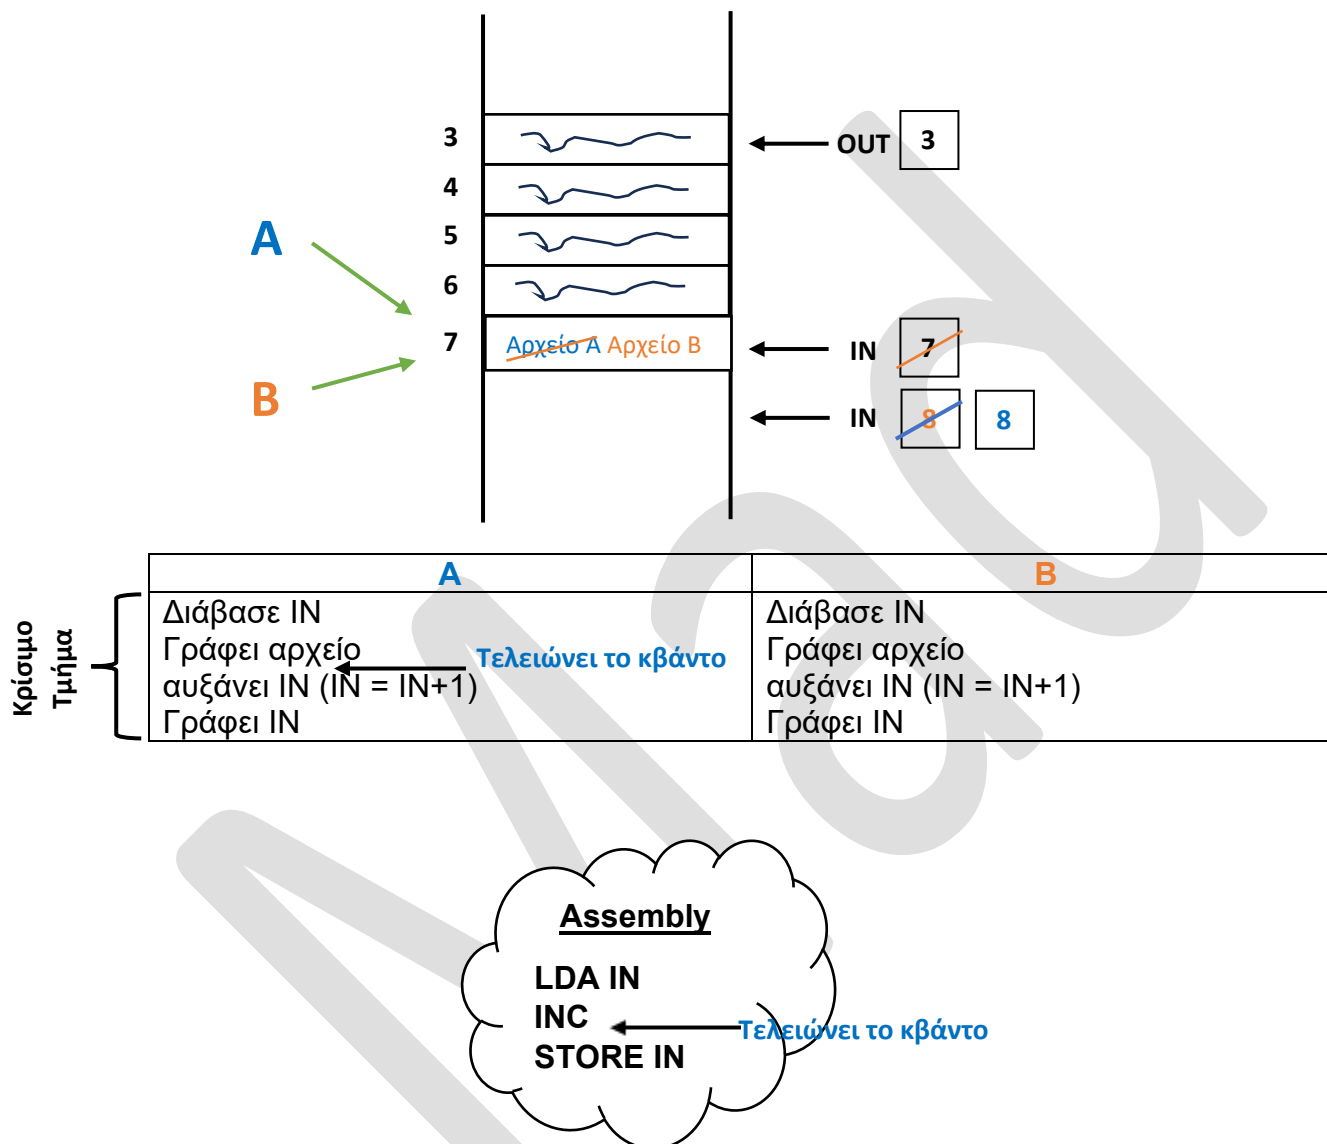 3
OUT 3
4
5
A
6
7 Αρχείο Α Αρχείο Β IN 7
B
IN 8 8
A B
Κρίσιμο
Τμήμα
Διάβασε IN
Γράφει αρχείο
Τελειώνει το κβάντο
αυξάνει IN (IN = IN+1)
Γράφει IN
Διάβασε IN
Γράφει αρχείο
αυξάνει IN (IN = IN+1)
Γράφει IN
Assembly
LDA IN
INC
Τελειώνει το κβάντο
STORE IN
Mad